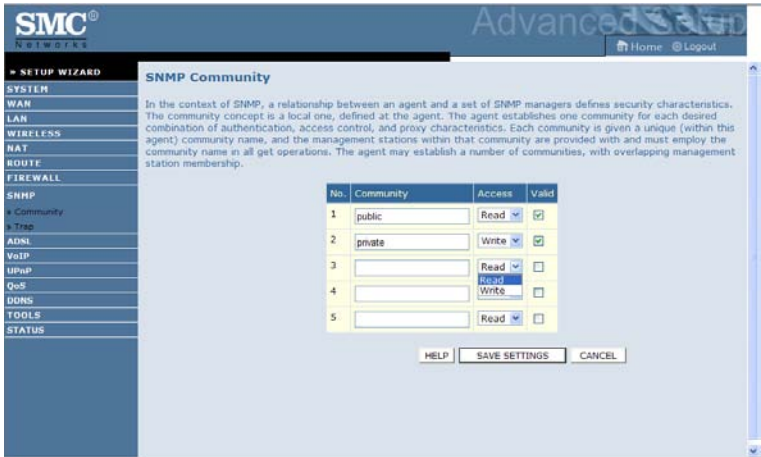 SMC®
Networks
Advanced Setup
Home Logout
» SETUP WIZARD
SYSTEM
WAN
LAN
WIRELESS
NAT
ROUTE
FIREWALL
SNMP
» Community
» Trap
ADSL
VoIP
UPnP
QoS
DDNS
TOOLS
STATUS
SNMP Community
In the context of SNMP, a relationship between an agent and a set of SNMP managers defines security characteristics.
The community concept is a local one, defined at the agent. The agent establishes one community for each desired
combination of authentication, access control, and proxy characteristics. Each community is given a unique (within this
agent) community name, and the management stations within that community are provided with and must employ the
community name in all get operations. The agent may establish a number of communities, with overlapping management
station membership.
No. Community Access Valid
1 public Read
2 private Write
3 Read
Read
4 Write
5 Read
HELP SAVE SETTINGS CANCEL